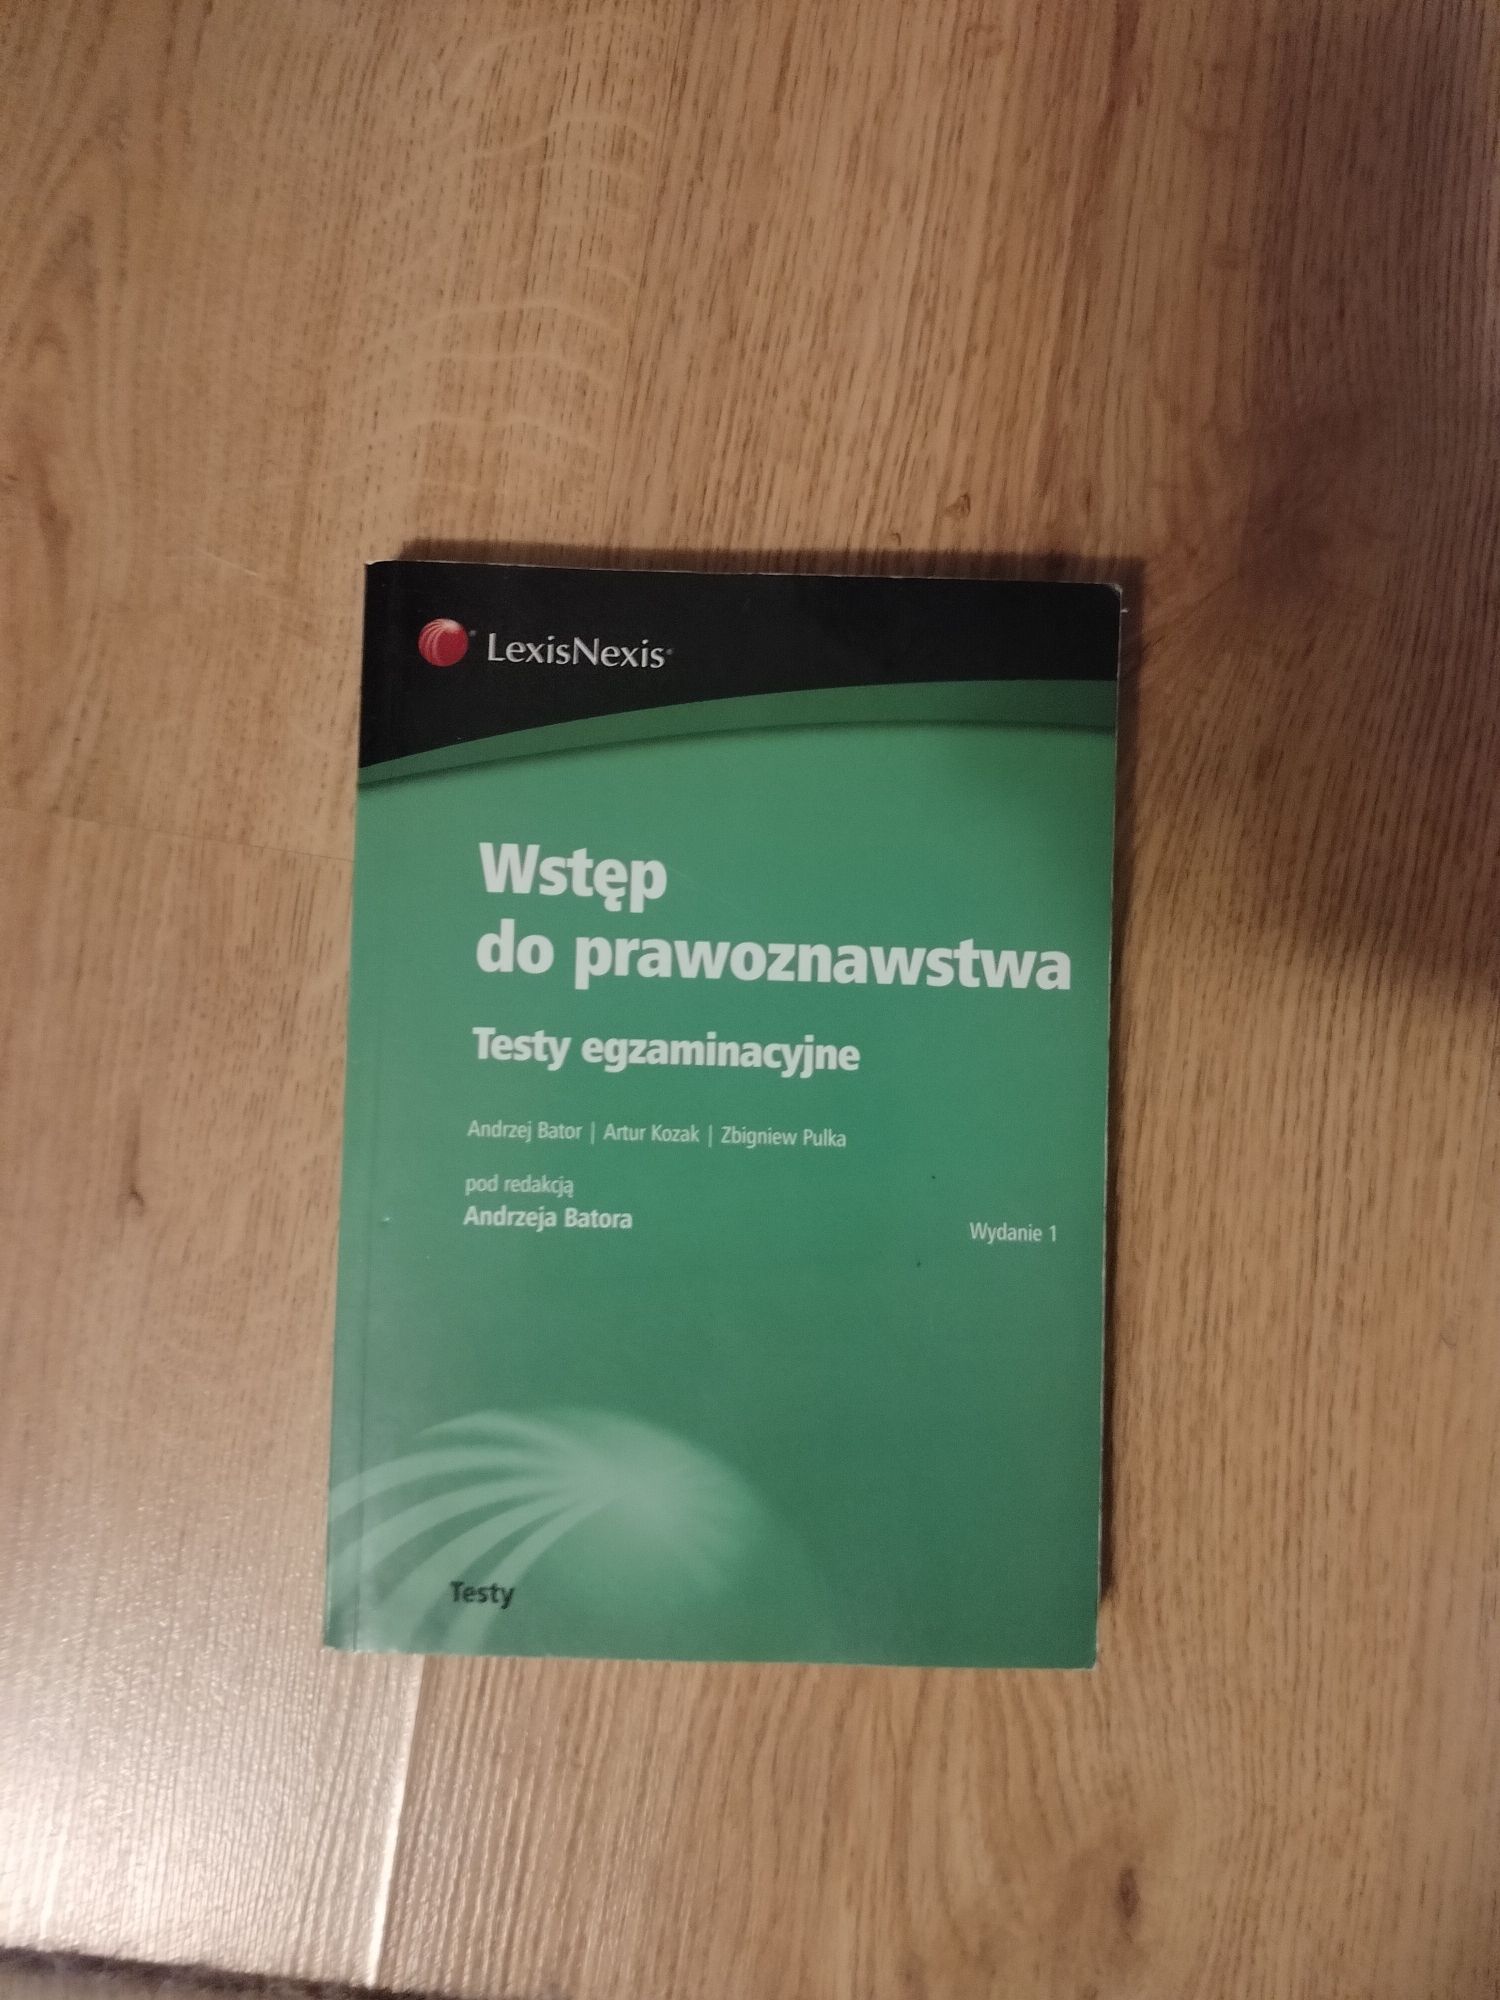 LexisNexis®
Wstęp
do prawoznawstwa
Testy egzaminacyjne
Andrzej Bator | Artur Kozak | Zbigniew Pulka
pod redakcją
Andrzeja Batora
Wydanie 1
Testy